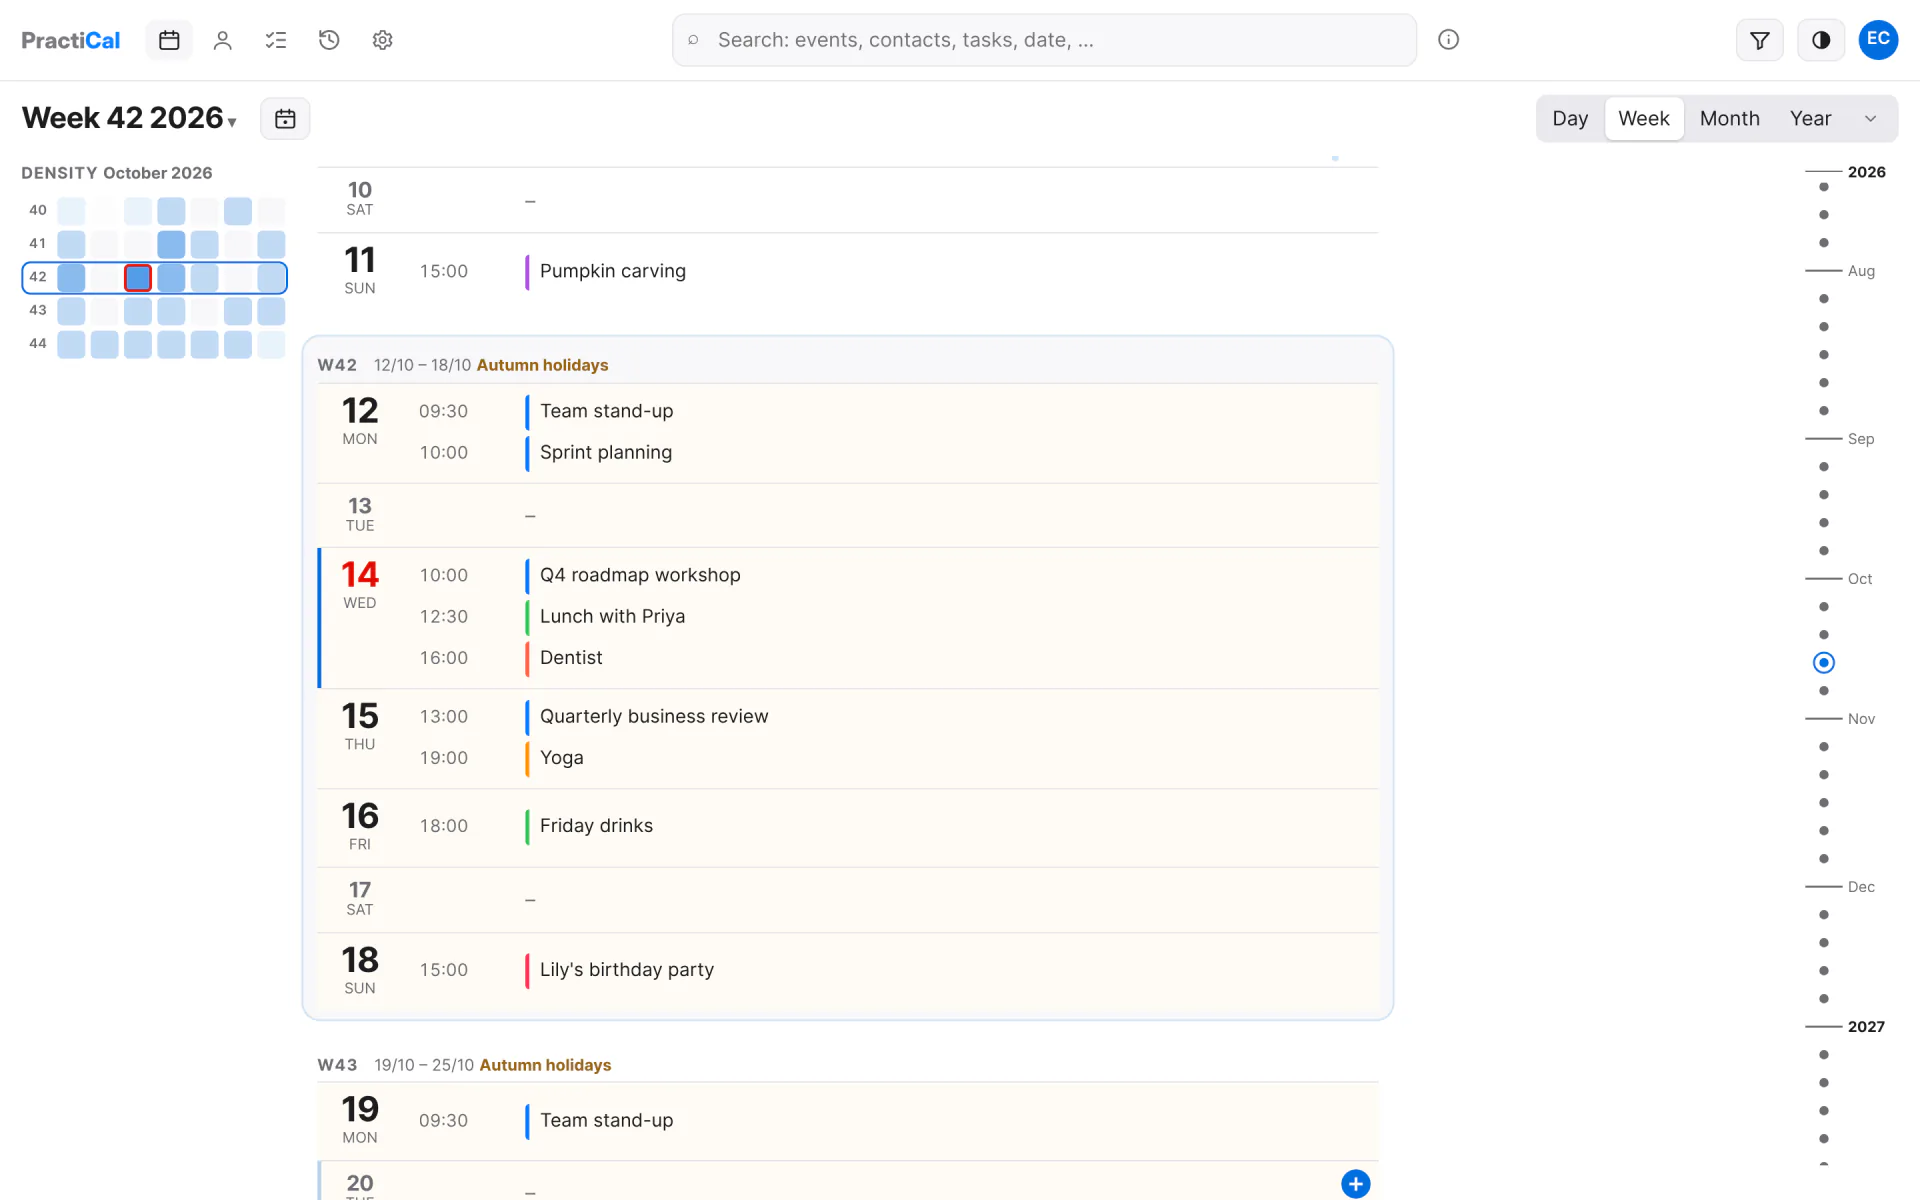 PractiCal
Search: events, contacts, tasks, date, ...
EC
Week 42 2026
Day Week Month Year
DENSITY October 2026
40
41
42
43
44
10
SAT
–
11
SUN
15:00 Pumpkin carving
W42 12/10 – 18/10 Autumn holidays
12
MON
09:30 Team stand-up
10:00 Sprint planning
13
TUE
–
14
WED
10:00 Q4 roadmap workshop
12:30 Lunch with Priya
16:00 Dentist
15
THU
13:00 Quarterly business review
19:00 Yoga
16
FRI
18:00 Friday drinks
17
SAT
–
18
SUN
15:00 Lily's birthday party
W43 19/10 – 25/10 Autumn holidays
19
MON
09:30 Team stand-up
20
TUE
–
2026
Aug
Sep
Oct
Nov
Dec
2027